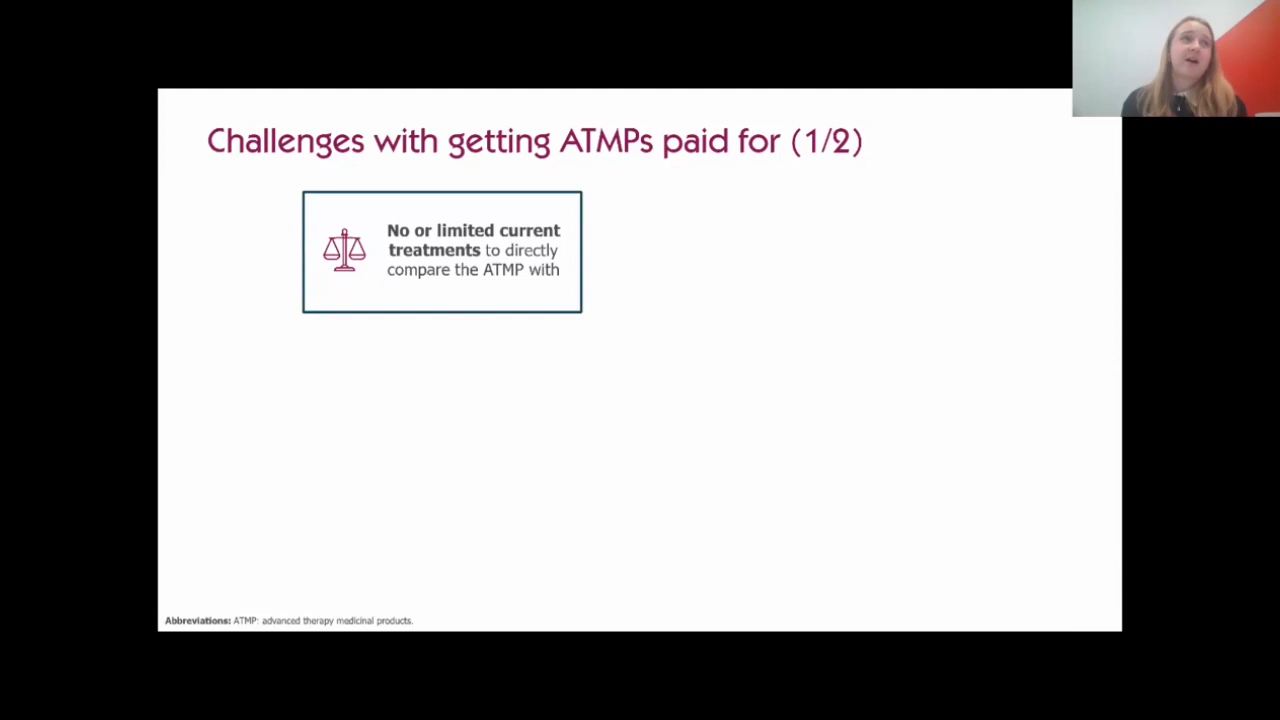 Challenges with getting ATMPs paid for (1/2)
No or limited current
treatments to directly
compare the ATMP with
Abbreviations: ATMP: advanced therapy medicinal products.